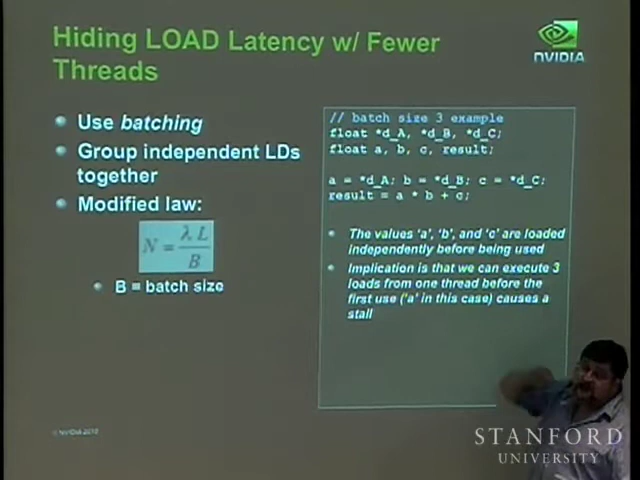 Hiding LOAD Latency w/ Fewer
Threads
NVIDIA
Use batching
Group independent LDs
together
Modified law:
N = λ L / B
B = batch size
// batch size 3 example
float *d_A, *d_B, *d_C;
float a, b, c, result;
a = *d_A; b = *d_B; c = *d_C;
result = a * b + c;
The values 'a', 'b', and 'c' are loaded
independently before being used
Implication is that we can execute 3
loads from one thread before the
first use ('a' in this case) causes a
stall
© NVIDIA 2010
STANFORD
UNIVERSITY